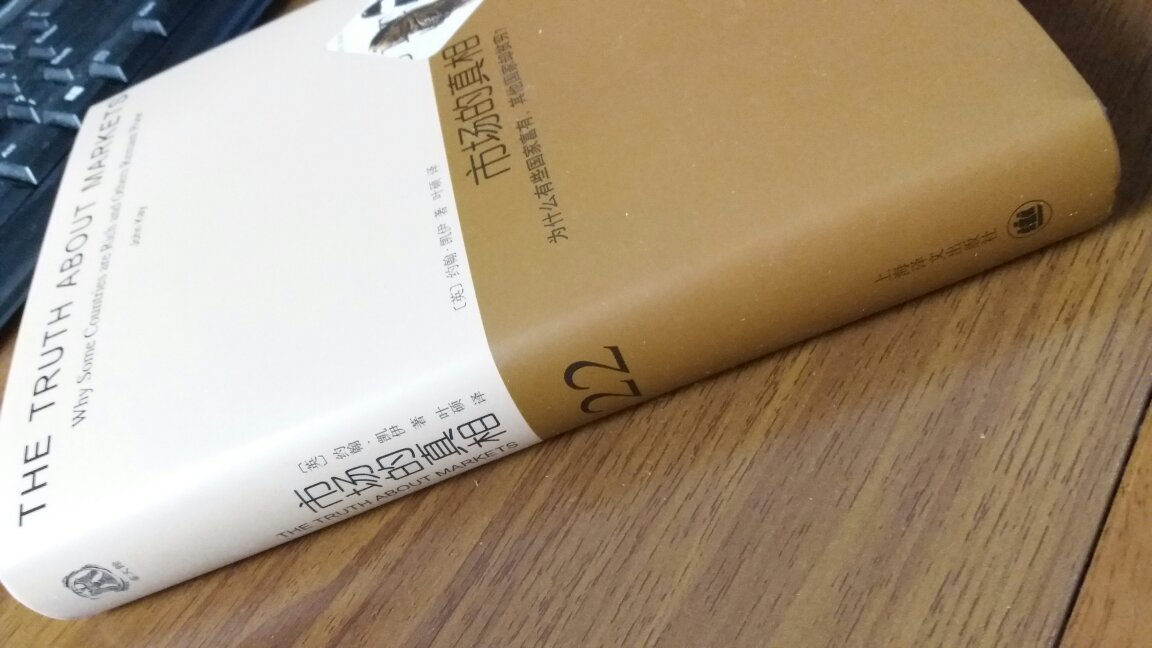 THE TRUTH ABOUT MARKETS
Why Some Countries are Rich and Others Remain Poor
John Kay
市场的真相
为什么有些国家富有，其他国家却贫穷？
〔英〕约翰·凯伊 著 叶硕 译
〔英〕约翰·凯伊 著 叶硕 译
市场的真相
THE TRUTH ABOUT MARKETS
22
上海译文出版社